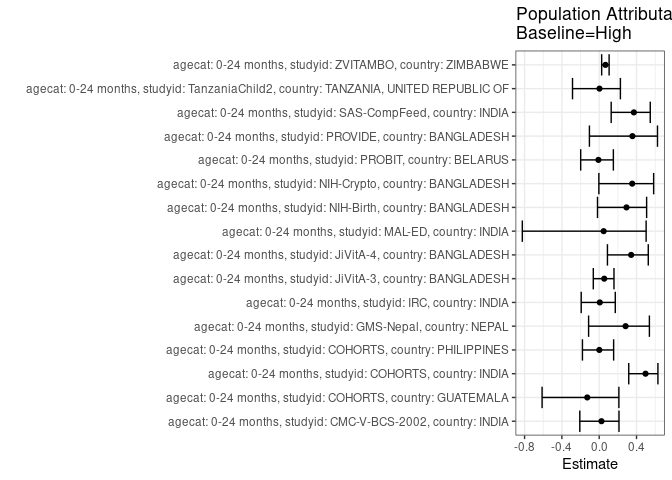 Population Attributa
Baseline=High
agecat: 0-24 months, studyid: ZVITAMBO, country: ZIMBABWE
agecat: 0-24 months, studyid: TanzaniaChild2, country: TANZANIA, UNITED REPUBLIC OF
agecat: 0-24 months, studyid: SAS-CompFeed, country: INDIA
agecat: 0-24 months, studyid: PROVIDE, country: BANGLADESH
agecat: 0-24 months, studyid: PROBIT, country: BELARUS
agecat: 0-24 months, studyid: NIH-Crypto, country: BANGLADESH
agecat: 0-24 months, studyid: NIH-Birth, country: BANGLADESH
agecat: 0-24 months, studyid: MAL-ED, country: INDIA
agecat: 0-24 months, studyid: JiVitA-4, country: BANGLADESH
agecat: 0-24 months, studyid: JiVitA-3, country: BANGLADESH
agecat: 0-24 months, studyid: IRC, country: INDIA
agecat: 0-24 months, studyid: GMS-Nepal, country: NEPAL
agecat: 0-24 months, studyid: COHORTS, country: PHILIPPINES
agecat: 0-24 months, studyid: COHORTS, country: INDIA
agecat: 0-24 months, studyid: COHORTS, country: GUATEMALA
agecat: 0-24 months, studyid: CMC-V-BCS-2002, country: INDIA
-0.8 -0.4 0.0 0.4
Estimate